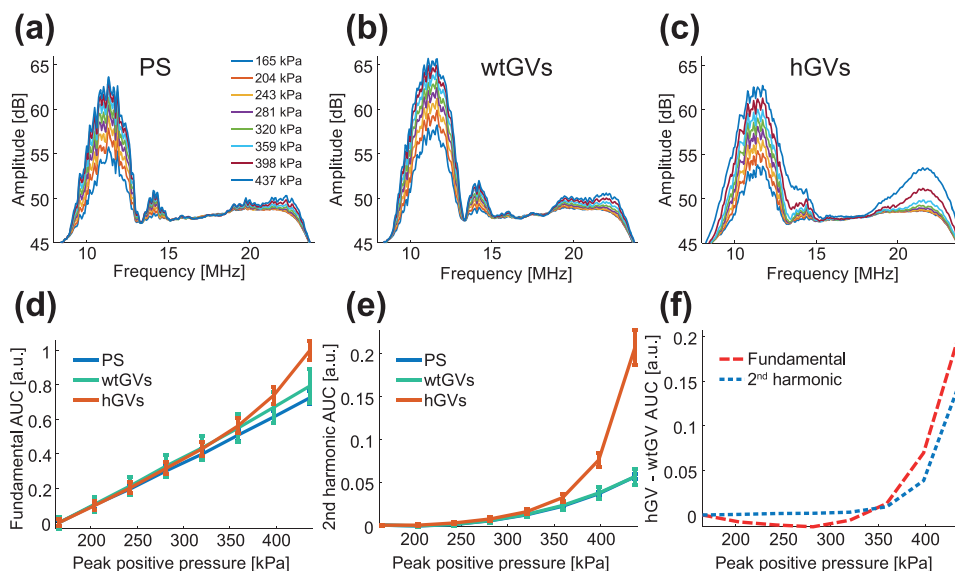 (a)
PS
Amplitude [dB]
65
60
55
50
45
10
15
20
Frequency [MHz]
165 kPa
204 kPa
243 kPa
281 kPa
320 kPa
359 kPa
398 kPa
437 kPa
(b)
wtGVs
Amplitude [dB]
65
60
55
50
45
10
15
20
Frequency [MHz]
(c)
hGVs
Amplitude [dB]
65
60
55
50
45
10
15
20
Frequency [MHz]
(d)
Fundamental AUC [a.u.]
1
0.8
0.6
0.4
0.2
0
PS
wtGVs
hGVs
200
250
300
350
400
Peak positive pressure [kPa]
(e)
2nd harmonic AUC [a.u.]
0.2
0.15
0.1
0.05
0
PS
wtGVs
hGVs
200
250
300
350
400
Peak positive pressure [kPa]
(f)
hGV - wtGV AUC [a.u.]
0.2
0.15
0.10
0.05
0
Fundamental
2nd harmonic
200
250
300
350
400
Peak positive pressure [kPa]